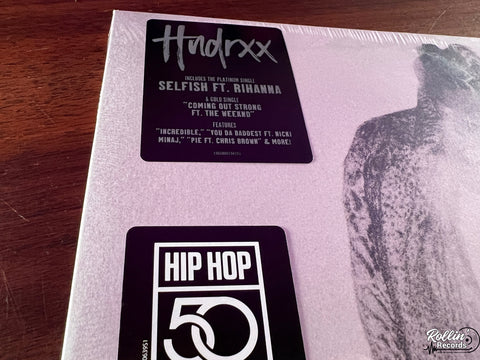 Hndrxx
INCLUDES THE PLATINUM SINGLE
SELFISH FT. RIHANNA
& GOLD SINGLE
"COMING OUT STRONG
FT. THE WEEKND"
FEATURES
"INCREDIBLE," "YOU DA BADDEST FT. NICKI
MINAJ," "PIE FT. CHRIS BROWN" & MORE!
HIP HOP
50
Rollin'
Records